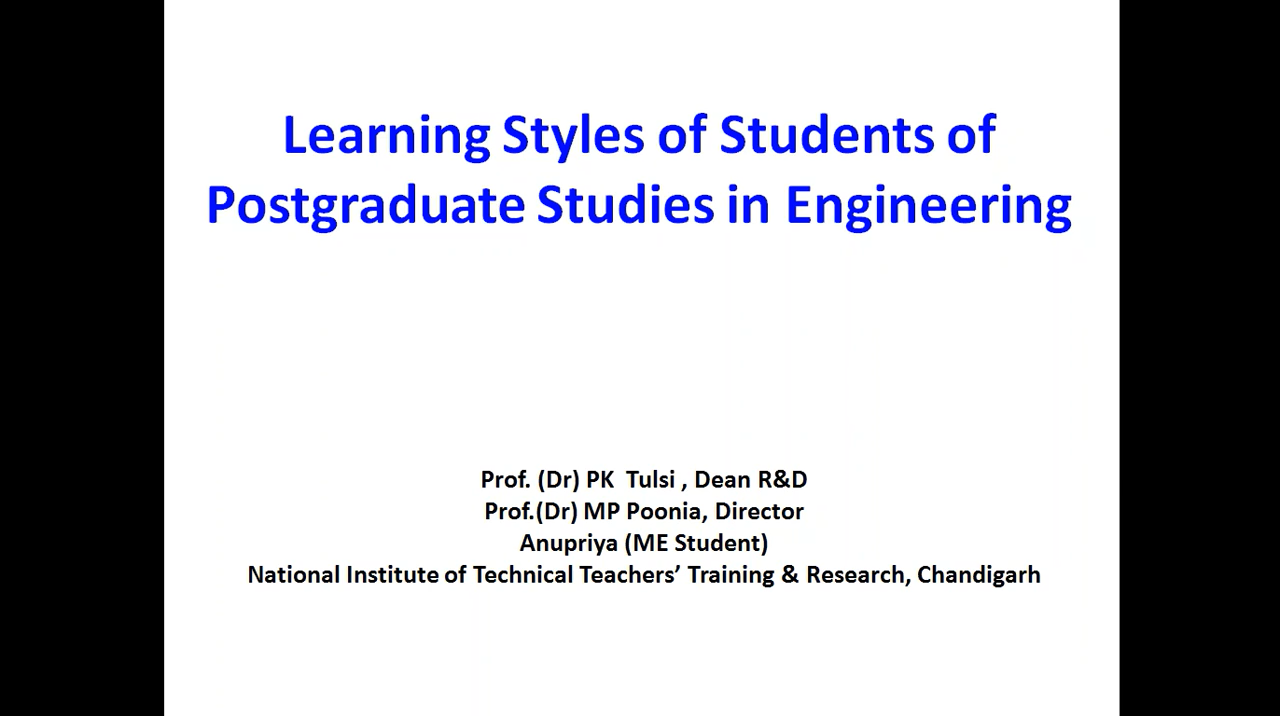 Learning Styles of Students of
Postgraduate Studies in Engineering
Prof. (Dr) PK Tulsi , Dean R&D
Prof.(Dr) MP Poonia, Director
Anupriya (ME Student)
National Institute of Technical Teachers’ Training & Research, Chandigarh